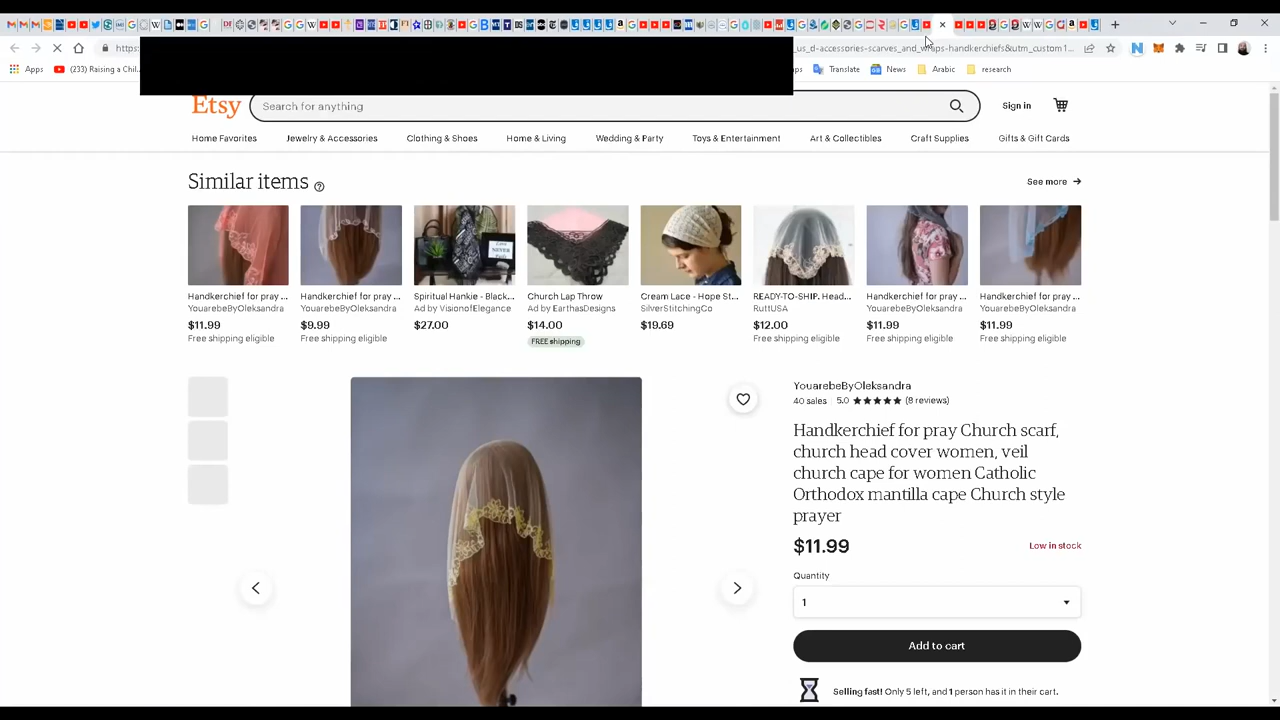 https:
_us_d-accessories-scarves_and_wraps-handkerchiefs&utm_custom1...
Apps
(233) Raising a Chil...
aps
Translate
News
Arabic
research
Etsy
Search for anything
Sign in
Home Favorites
Jewelry & Accessories
Clothing & Shoes
Home & Living
Wedding & Party
Toys & Entertainment
Art & Collectibles
Craft Supplies
Gifts & Gift Cards
Similar items
See more
Handkerchief for pray ...
Handkerchief for pray ...
Spiritual Hankie - Black...
Church Lap Throw
Cream Lace - Hope St...
READY-TO-SHIP. Head...
Handkerchief for pray ...
Handkerchief for pray ...
YouarebeByOleksandra
YouarebeByOleksandra
Ad by VisionofElegance
Ad by EarthasDesigns
SilverStitchingCo
RuttUSA
YouarebeByOleksandra
YouarebeByOleksandra
$11.99
$9.99
$27.00
$14.00
$19.69
$12.00
$11.99
$11.99
Free shipping eligible
Free shipping eligible
FREE shipping
Free shipping eligible
Free shipping eligible
Free shipping eligible
YouarebeByOleksandra
40 sales
5.0 ★★★★★ (8 reviews)
Handkerchief for pray Church scarf,
church head cover women, veil
church cape for women Catholic
Orthodox mantilla cape Church style
prayer
$11.99
Low in stock
Quantity
1
Add to cart
Selling fast! Only 5 left, and 1 person has it in their cart.